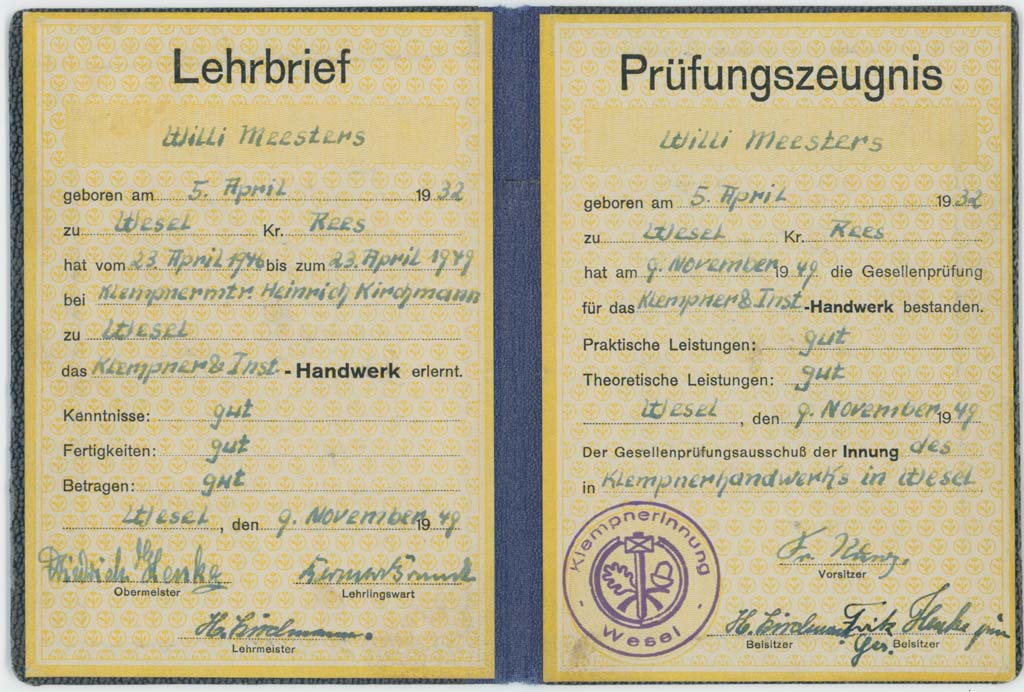 Lehrbrief
Willi Meesters
geboren am 5. April 1932
zu Wesel Kr. Rees
hat vom 23. April 1946 bis zum 23. April 1949
bei Klempnermtr. Heinrich Kirchmann
zu Wesel
das Klempner & Inst. - Handwerk erlernt.
Kenntnisse: gut
Fertigkeiten: gut
Betragen: gut
Wesel, den 9. November 1949
Diedrich Henke
Obermeister Lehrlingswart
H. Kirchmann.
Lehrmeister
Prüfungszeugnis
Willi Meesters
geboren am 5. April 1932
zu Wesel Kr. Rees
hat am 9. November 1949 die Gesellenprüfung
für das Klempner & Inst. -Handwerk bestanden.
Praktische Leistungen: gut
Theoretische Leistungen: gut
Wesel, den 9. November 1949
Der Gesellenprüfungsausschuß der Innung des
in Klempnerhandwerks in Wesel
Klempnerinnung
Wesel
Fr.
Vorsitzer
H. Kirchmann Fritz Henke
Beisitzer Ges. Beisitzer